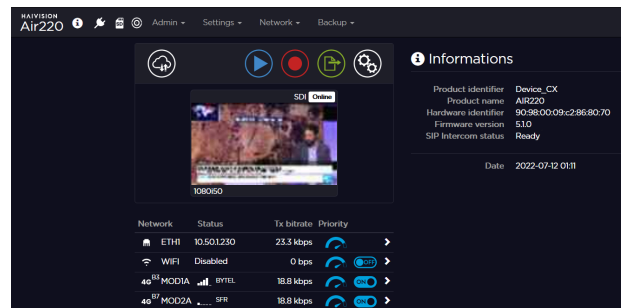 HAIVISION
Air220
Admin
Settings
Network
Backup
SDI Online
1080i50
Informations
Product identifier Device_CX
Product name AIR220
Hardware identifier 90:98:00:09:c2:86:80:70
Firmware version 5.1.0
SIP Intercom status Ready
Date 2022-07-12 01:11
Network Status Tx bitrate Priority
ETH1 10.50.1.230 23.3 kbps
WIFI Disabled 0 bps OFF
4G B3 MOD1A BYTEL 18.8 kbps ON
4G B7 MOD2A SFR 18.8 kbps ON